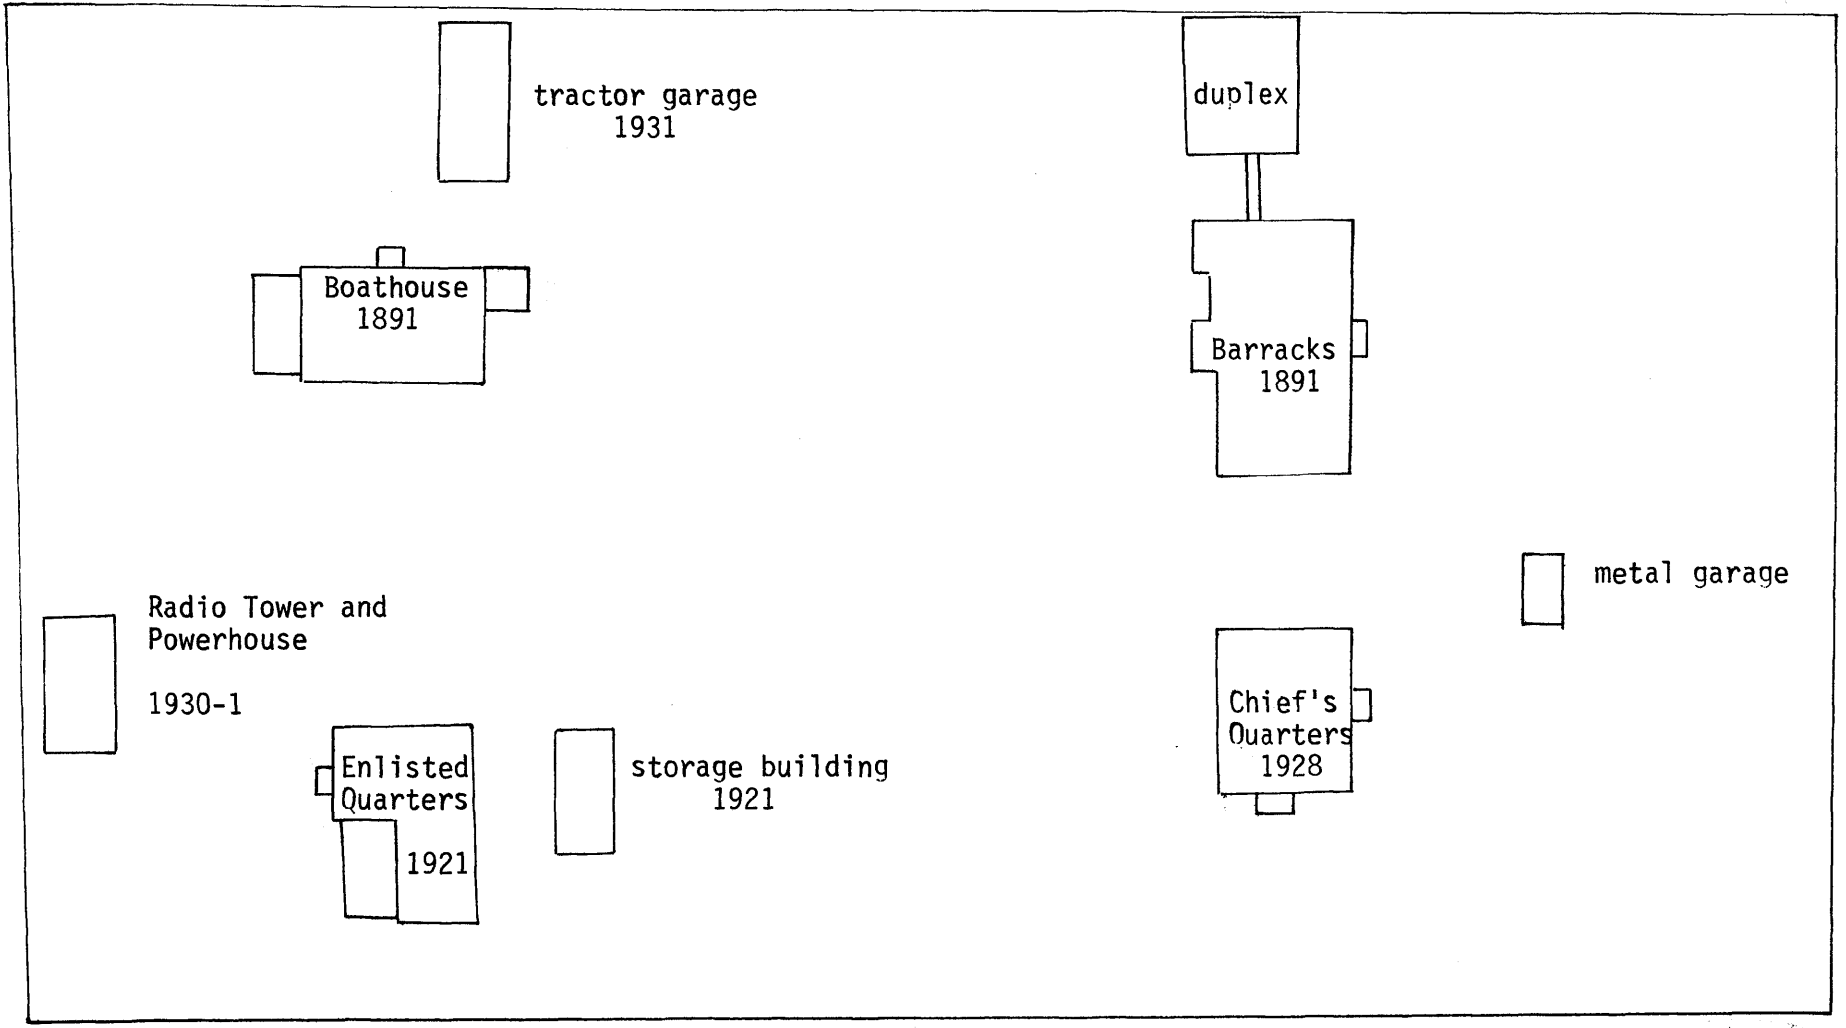 tractor garage
1931
duplex
Boathouse
1891
Barracks
1891
metal garage
Radio Tower and
Powerhouse
1930-1
Chief's
Quarters
1928
Enlisted
Quarters
1921
storage building
1921